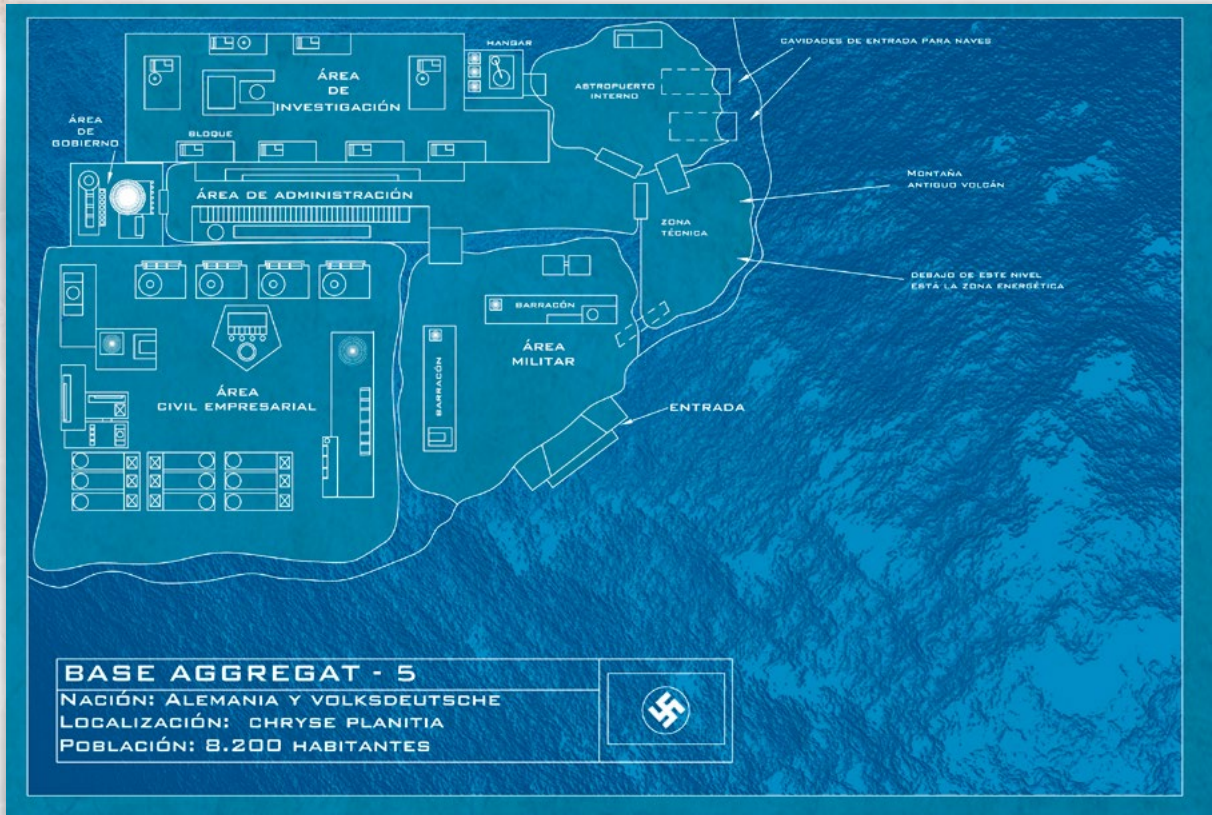 HANGAR
CAVIDADES DE ENTRADA PARA NAVES
ÁREA
DE
INVESTIGACIÓN
ASTROPUERTO
INTERNO
ÁREA
DE
GOBIERNO
BLOQUE
MONTAÑA
ANTIGUO VOLCÁN
ÁREA DE ADMINISTRACIÓN
ZONA
TÉCNICA
DEBAJO DE ESTE NIVEL
ESTÁ LA ZONA ENERGÉTICA
BARRACÓN
ÁREA
MILITAR
BARRACÓN
ÁREA
CIVIL EMPRESARIAL
ENTRADA
BASE AGGREGAT - 5
NACIÓN: ALEMANIA Y VOLKSDEUTSCHE
LOCALIZACIÓN: CHRYSE PLANITIA
POBLACIÓN: 8.200 HABITANTES